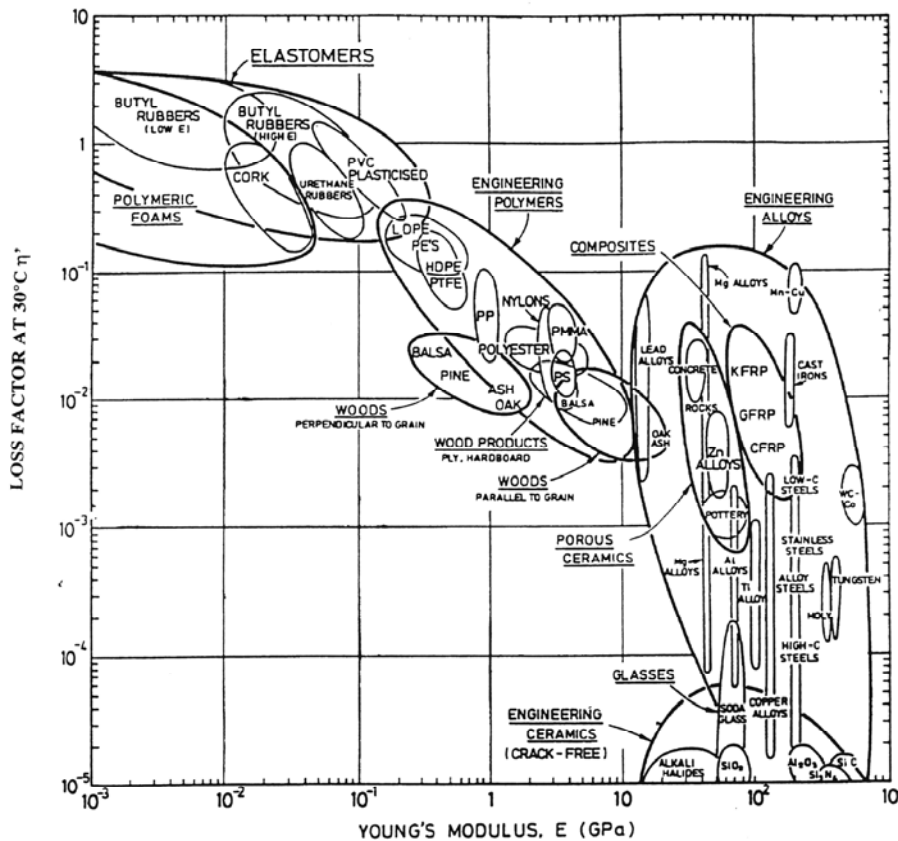 LOSS FACTOR AT 30°C η'
10
1
10⁻¹
10⁻²
10⁻³
10⁻⁴
10⁻⁵
ELASTOMERS
BUTYL
RUBBERS
(LOW E)
BUTYL
RUBBERS
(HIGH E)
PVC
PLASTICISED
CORK
URETHANE
RUBBERS
POLYMERIC
FOAMS
ENGINEERING
POLYMERS
ENGINEERING
ALLOYS
COMPOSITES
LDPE
PE'S
HDPE
PTFE
Mg ALLOYS
Mn-Cu
NYLONS
PP
PMMA
POLYESTER
PS
BALSA
PINE
ASH
OAK
BALSA
PINE
OAK
ASH
LEAD
ALLOYS
CONCRETE
ROCKS
KFRP
CAST
IRONS
GFRP
CFRP
WOODS
PERPENDICULAR TO GRAIN
WOOD PRODUCTS
PLY, HARDBOARD
WOODS
PARALLEL TO GRAIN
Zn
ALLOYS
POTTERY
LOW-C
STEELS
WC-
Co
POROUS
CERAMICS
Mg
ALLOYS
Al
ALLOYS
Ti
ALLOY
STAINLESS
STEELS
ALLOY
STEELS
TUNGSTEN
HIGH-C
STEELS
GLASSES
SODA
GLASS
COPPER
ALLOYS
ENGINEERING
CERAMICS
(CRACK-FREE)
ALKALI
HALIDES
SiO₂
Al₂O₃
Si₃N₄
SiC
10⁻³
10⁻²
10⁻¹
1
10
10²
10
YOUNG'S MODULUS, E (GPa)